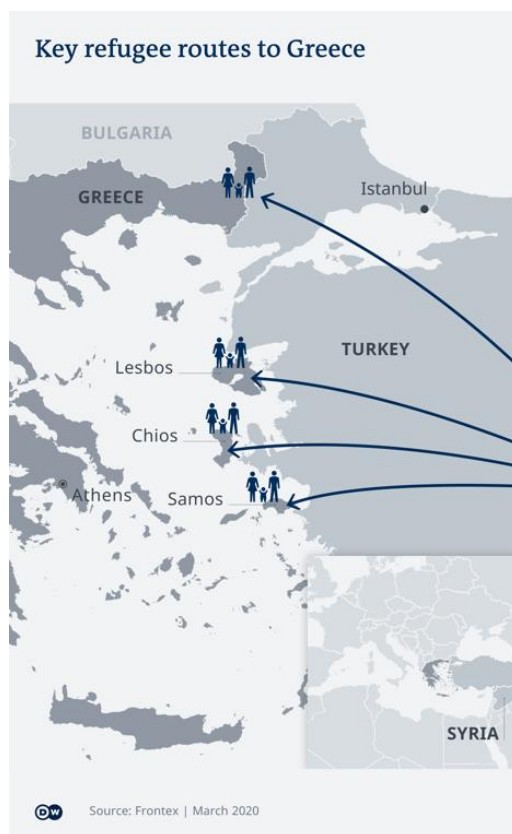 Key refugee routes to Greece
BULGARIA
GREECE
Istanbul
TURKEY
Lesbos
Chios
Athens
Samos
SYRIA
DW
Source: Frontex | March 2020